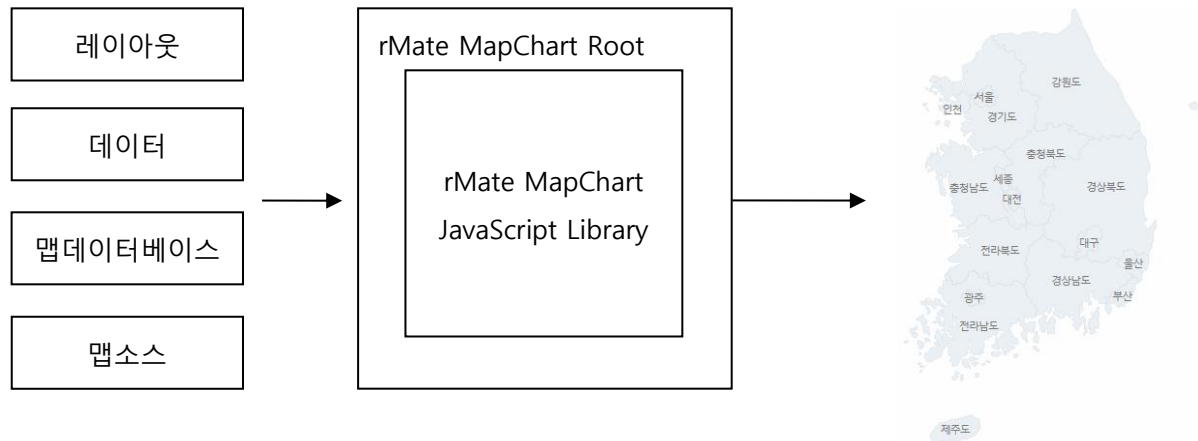 레이아웃
데이터
맵데이터베이스
맵소스
rMate MapChart Root
rMate MapChart
JavaScript Library
강원도
서울
인천
경기도
충청북도
세종
충청남도
경상북도
대전
대구
전라북도
울산
경상남도
부산
광주
전라남도
제주도